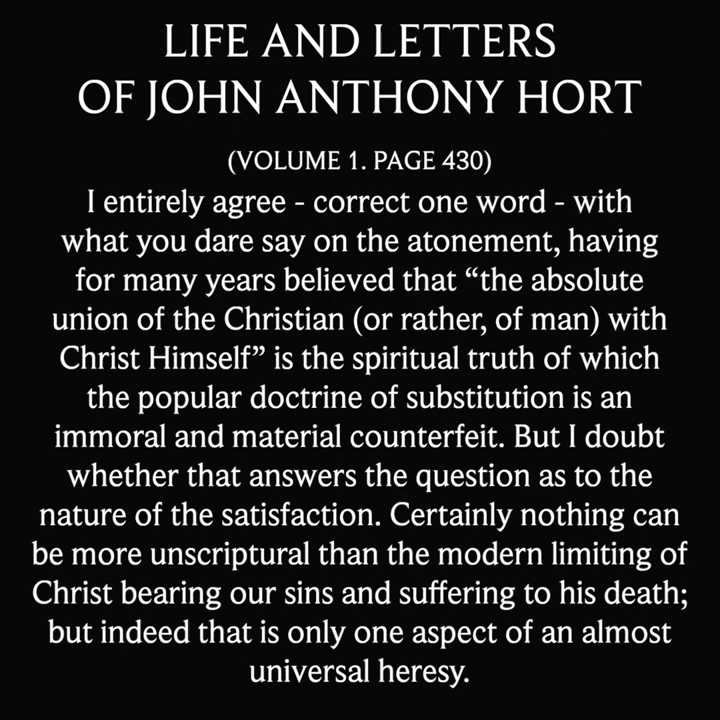 LIFE AND LETTERS
OF JOHN ANTHONY HORT
(VOLUME 1. PAGE 430)
I entirely agree - correct one word - with
what you dare say on the atonement, having
for many years believed that “the absolute
union of the Christian (or rather, of man) with
Christ Himself” is the spiritual truth of which
the popular doctrine of substitution is an
immoral and material counterfeit. But I doubt
whether that answers the question as to the
nature of the satisfaction. Certainly nothing can
be more unscriptural than the modern limiting of
Christ bearing our sins and suffering to his death;
but indeed that is only one aspect of an almost
universal heresy.